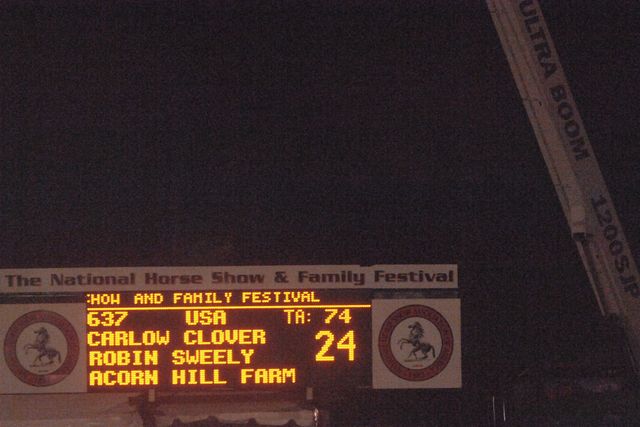 ULTRA BOOM 1200SJP
The National Horse Show & Family Festival
HOW AND FAMILY FESTIVAL
637 USA TA: 74
CARLOW CLOVER 24
ROBIN SWEELY
ACORN HILL FARM